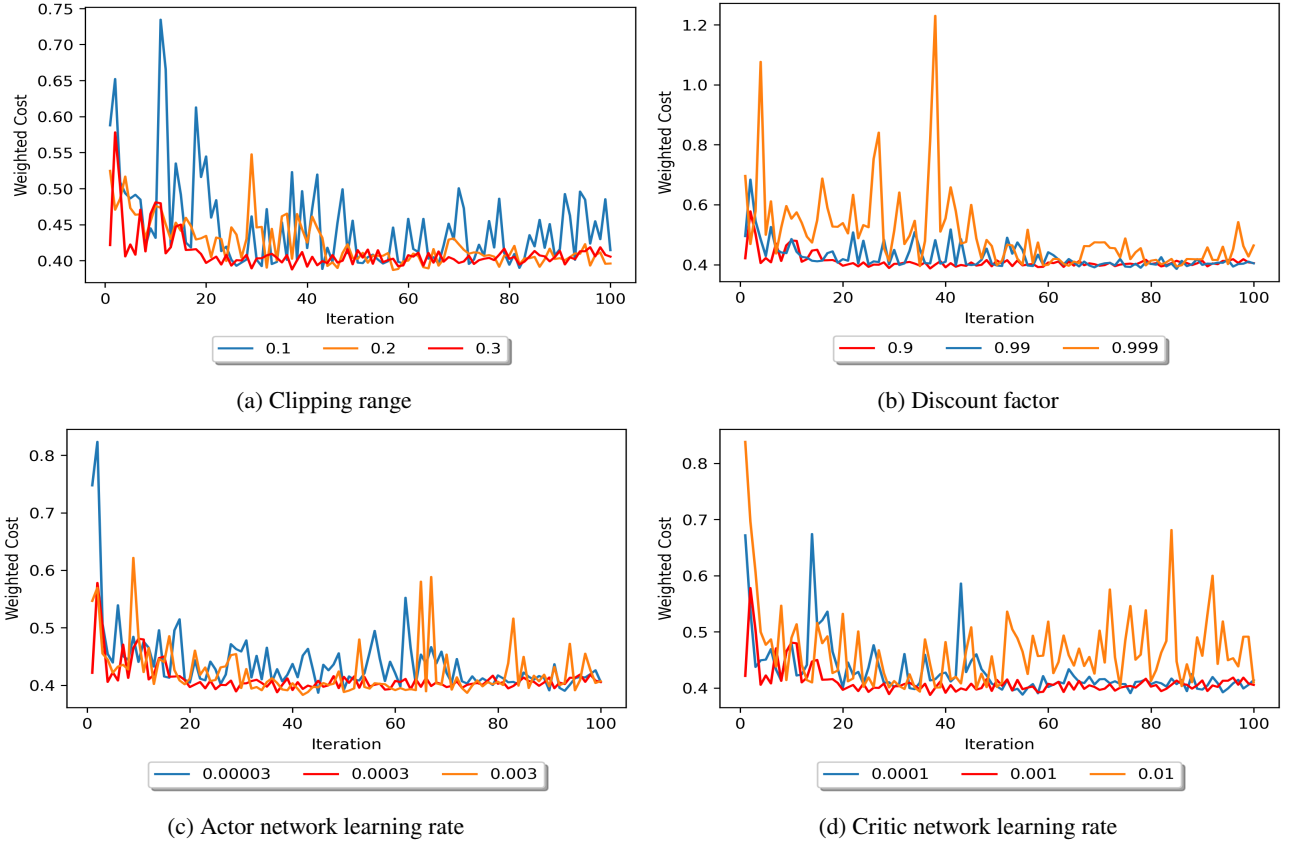 0.75
0.70
0.65
0.60
0.55
0.50
0.45
0.40
Weighted Cost
0 20 40 60 80 100
Iteration
0.1 0.2 0.3
(a) Clipping range
1.2
1.0
0.8
0.6
0.4
Weighted Cost
0 20 40 60 80 100
Iteration
0.9 0.99 0.999
(b) Discount factor
0.8
0.7
0.6
0.5
0.4
Weighted Cost
0 20 40 60 80 100
Iteration
0.00003 0.0003 0.003
(c) Actor network learning rate
0.8
0.7
0.6
0.5
0.4
Weighted Cost
0 20 40 60 80 100
Iteration
0.0001 0.001 0.01
(d) Critic network learning rate